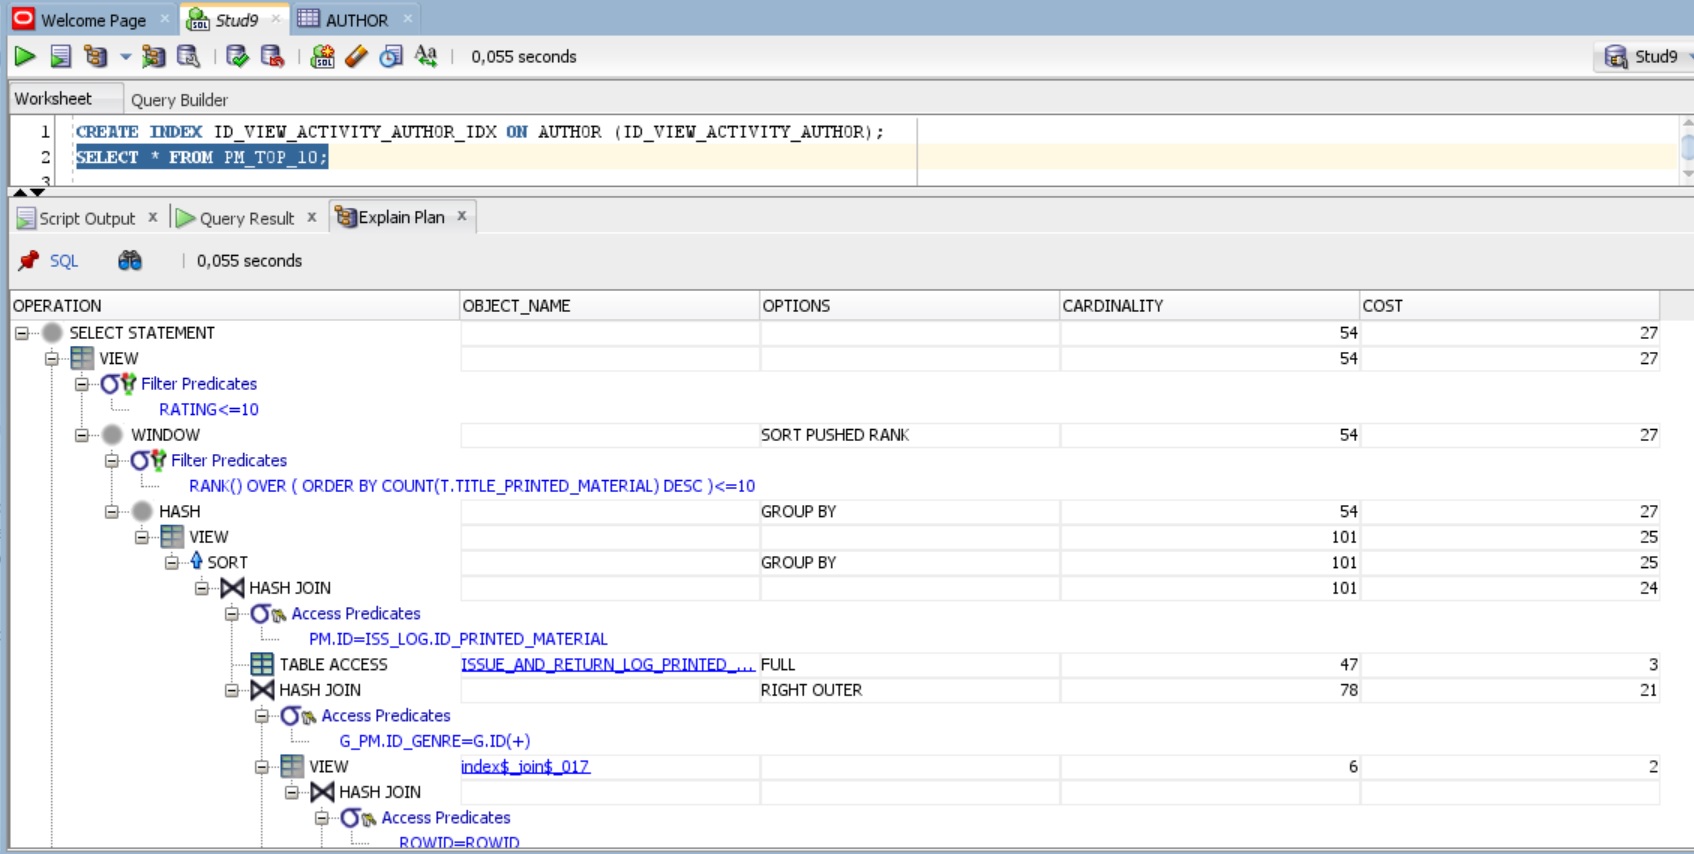 Welcome Page Stud9 AUTHOR
SQL 0,055 seconds Stud9
Worksheet Query Builder
1 CREATE INDEX ID_VIEW_ACTIVITY_AUTHOR_IDX ON AUTHOR (ID_VIEW_ACTIVITY_AUTHOR);
2 SELECT * FROM PM_TOP_10;
3
Script Output x Query Result x Explain Plan x
SQL 0,055 seconds
OPERATION OBJECT_NAME OPTIONS CARDINALITY COST
SELECT STATEMENT 54 27
VIEW 54 27
Filter Predicates
RATING<=10
WINDOW SORT PUSHED RANK 54 27
Filter Predicates
RANK() OVER ( ORDER BY COUNT(T.TITLE_PRINTED_MATERIAL) DESC )<=10
HASH GROUP BY 54 27
VIEW 101 25
SORT GROUP BY 101 25
HASH JOIN 101 24
Access Predicates
PM.ID=ISS_LOG.ID_PRINTED_MATERIAL
TABLE ACCESS ISSUE_AND_RETURN_LOG_PRINTED_... FULL 47 3
HASH JOIN RIGHT OUTER 78 21
Access Predicates
G_PM.ID_GENRE=G.ID(+)
VIEW index$_join$_017 6 2
HASH JOIN
Access Predicates
ROWID=ROWID